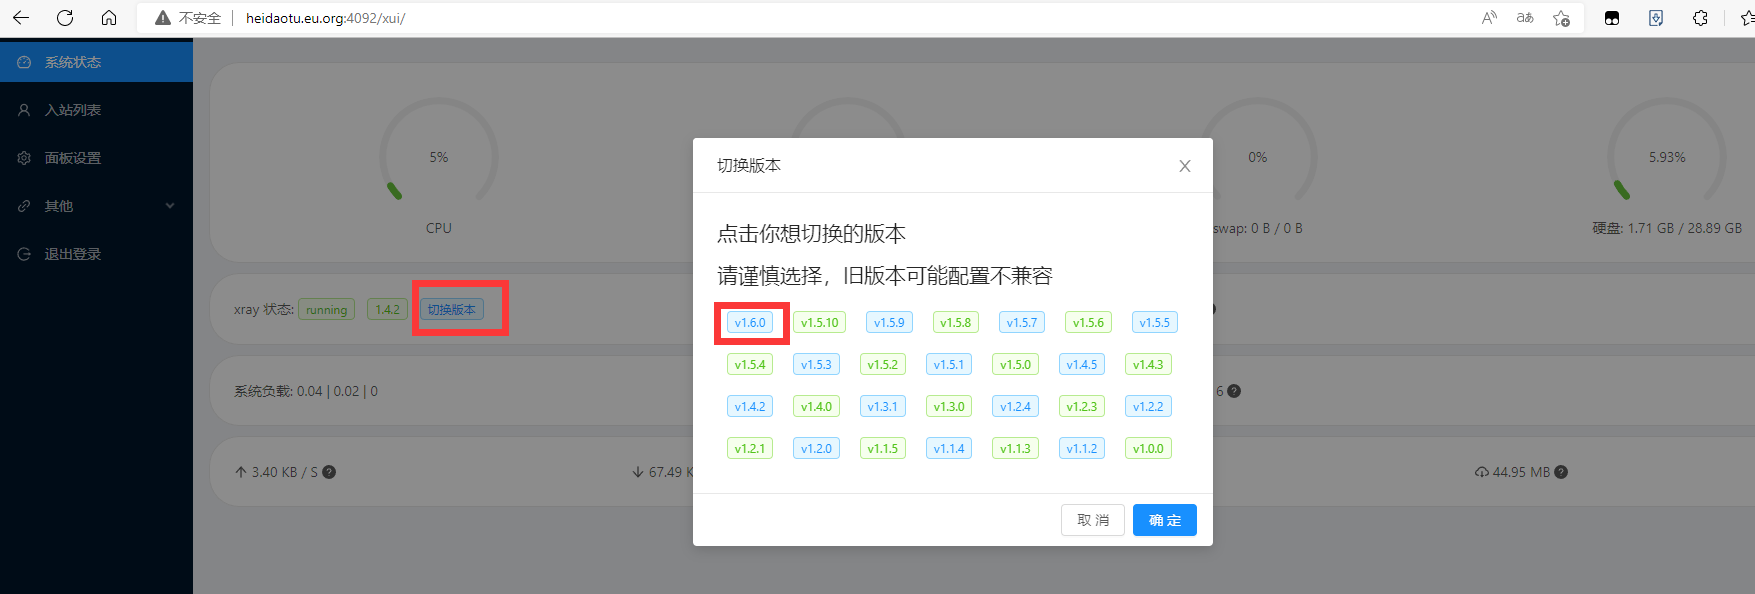 不安全 heidaotu.eu.org:4092/xui/
系统状态
入站列表
面板设置
其他
退出登录
5%
CPU
0%
swap: 0 B / 0 B
5.93%
硬盘: 1.71 GB / 28.89 GB
xray 状态: running 1.4.2 切换版本
系统负载: 0.04 | 0.02 | 0
6
3.40 KB / S
67.49 K
44.95 MB
切换版本
点击你想切换的版本
请谨慎选择，旧版本可能配置不兼容
v1.6.0 v1.5.10 v1.5.9 v1.5.8 v1.5.7 v1.5.6 v1.5.5
v1.5.4 v1.5.3 v1.5.2 v1.5.1 v1.5.0 v1.4.5 v1.4.3
v1.4.2 v1.4.0 v1.3.1 v1.3.0 v1.2.4 v1.2.3 v1.2.2
v1.2.1 v1.2.0 v1.1.5 v1.1.4 v1.1.3 v1.1.2 v1.0.0
取 消 确 定